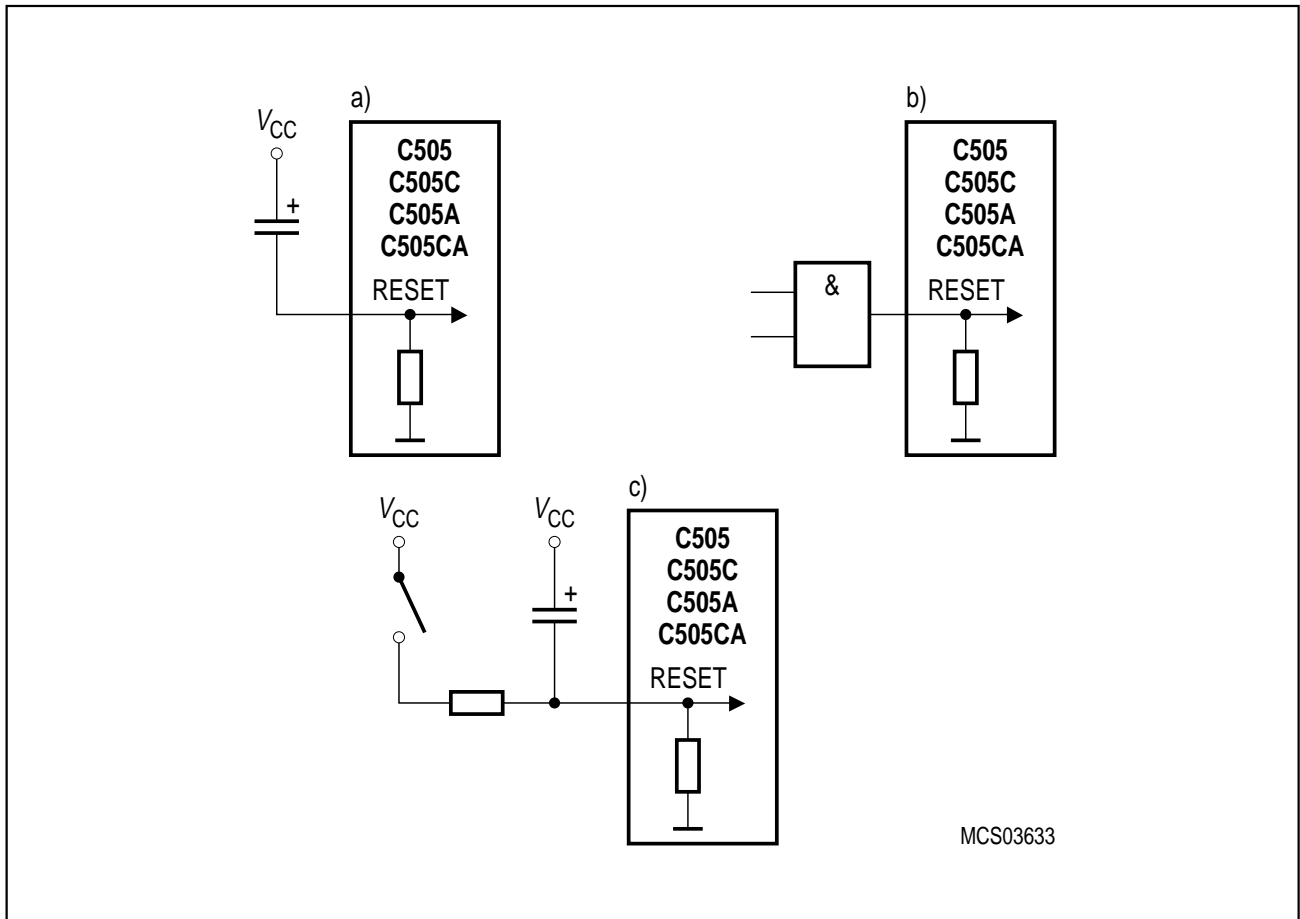 a)
VCC
+
C505
C505C
C505A
C505CA
RESET
b)
C505
C505C
C505A
C505CA
&
RESET
c)
VCC
VCC
+
C505
C505C
C505A
C505CA
RESET
MCS03633